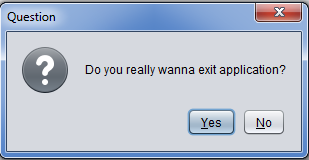 Question
Do you really wanna exit application?
Yes
No